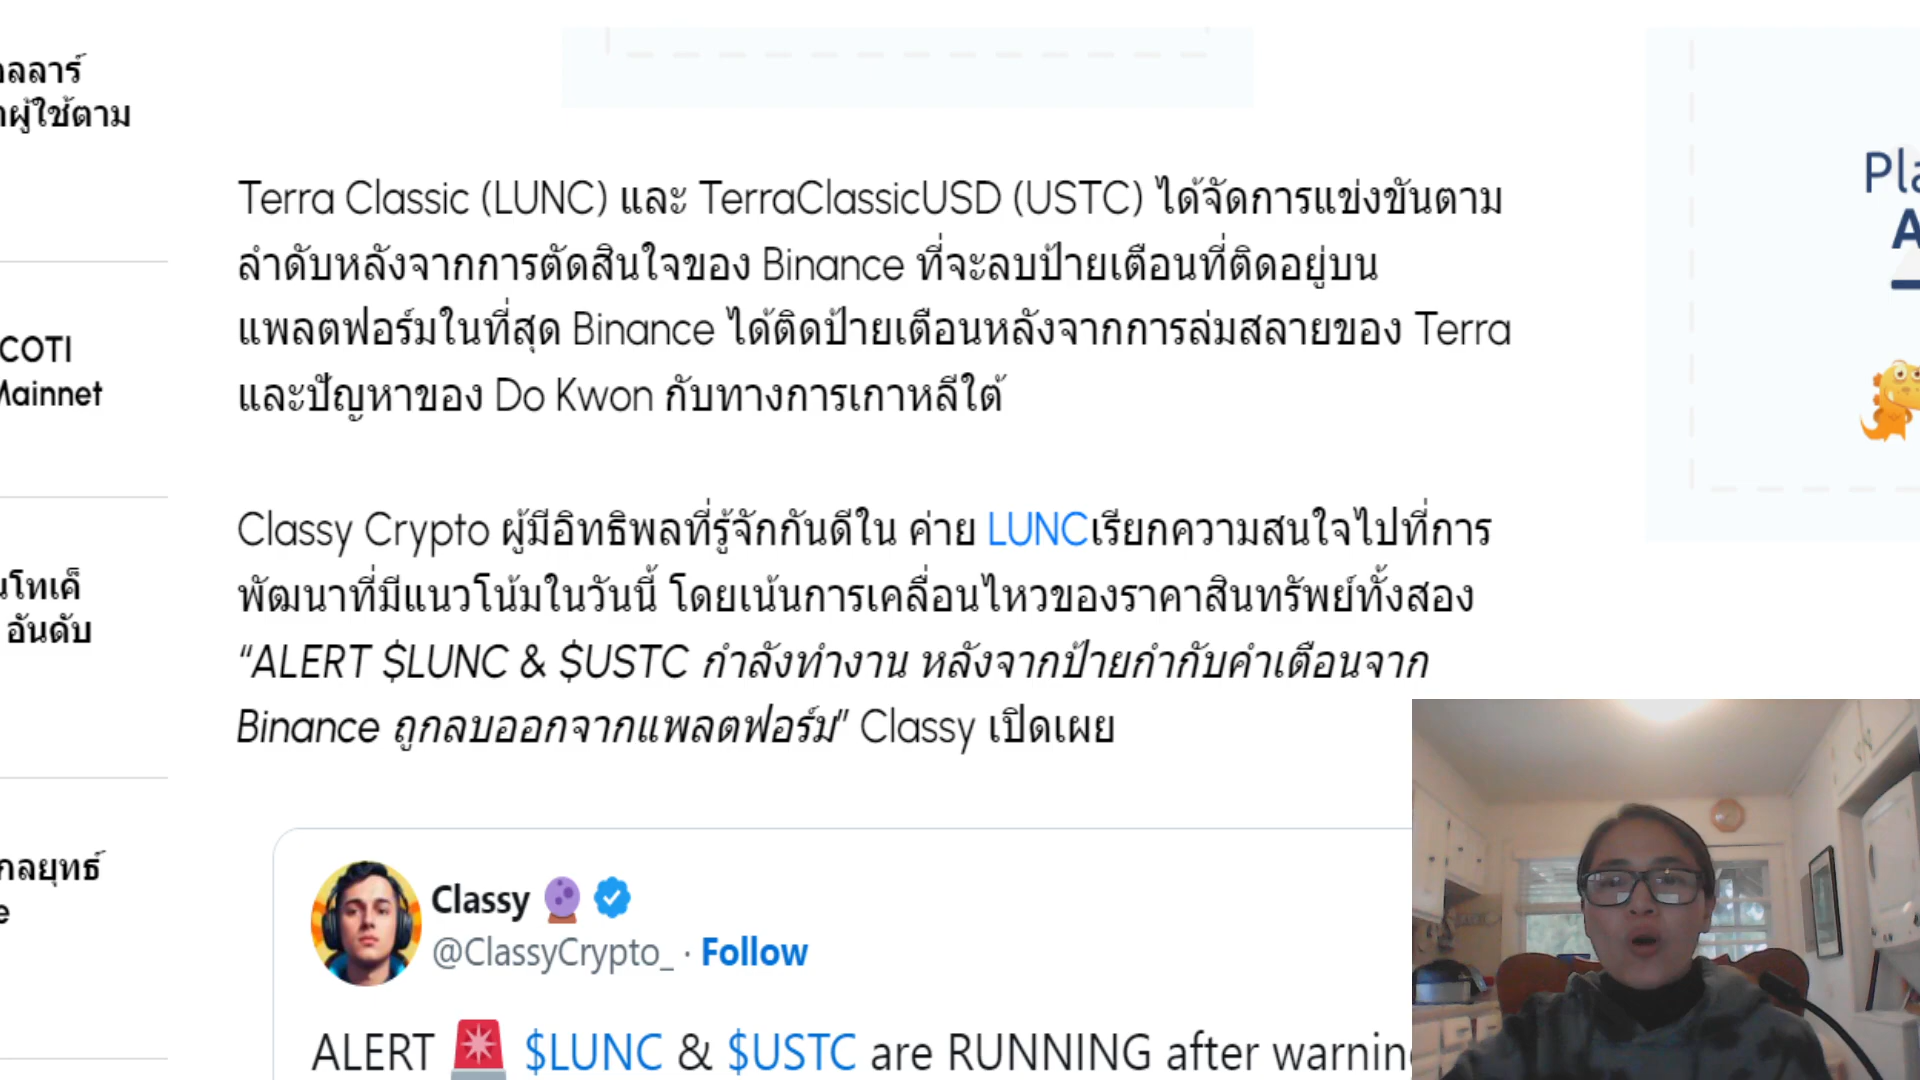 ผู้ใช้ตาม
COTI
Mainnet
อันดับ
กลยุทธ์
Terra Classic (LUNC) และ TerraClassicUSD (USTC) ได้จัดการแข่งขันตาม
ลำดับหลังจากการตัดสินใจของ Binance ที่จะลบป้ายเตือนที่ติดอยู่บน
แพลตฟอร์มในที่สุด Binance ได้ติดป้ายเตือนหลังจากการล่มสลายของ Terra
และปัญหาของ Do Kwon กับทางการเกาหลีใต้
Classy Crypto ผู้มีอิทธิพลที่รู้จักกันดีใน ค่าย LUNCเรียกความสนใจไปที่การ
พัฒนาที่มีแนวโน้มในวันนี้ โดยเน้นการเคลื่อนไหวของราคาสินทรัพย์ทั้งสอง
“ALERT $LUNC & $USTC กำลังทำงาน หลังจากป้ายกำกับคำเตือนจาก
Binance ถูกลบออกจากแพลตฟอร์ม” Classy เปิดเผย
Classy
@ClassyCrypto_ · Follow
ALERT 🚨 $LUNC & $USTC are RUNNING after